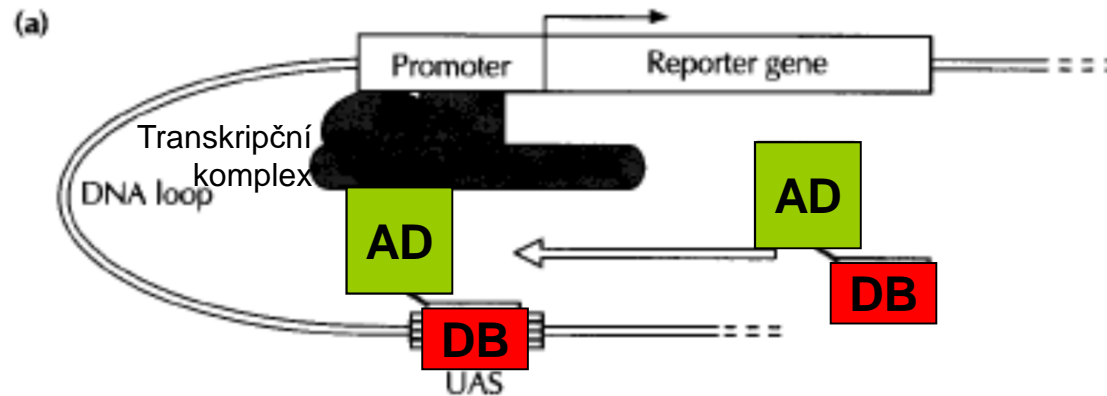 (a)
Promoter
Reporter gene
Transkripční
komplex
DNA loop
AD
AD
DB
DB
UAS